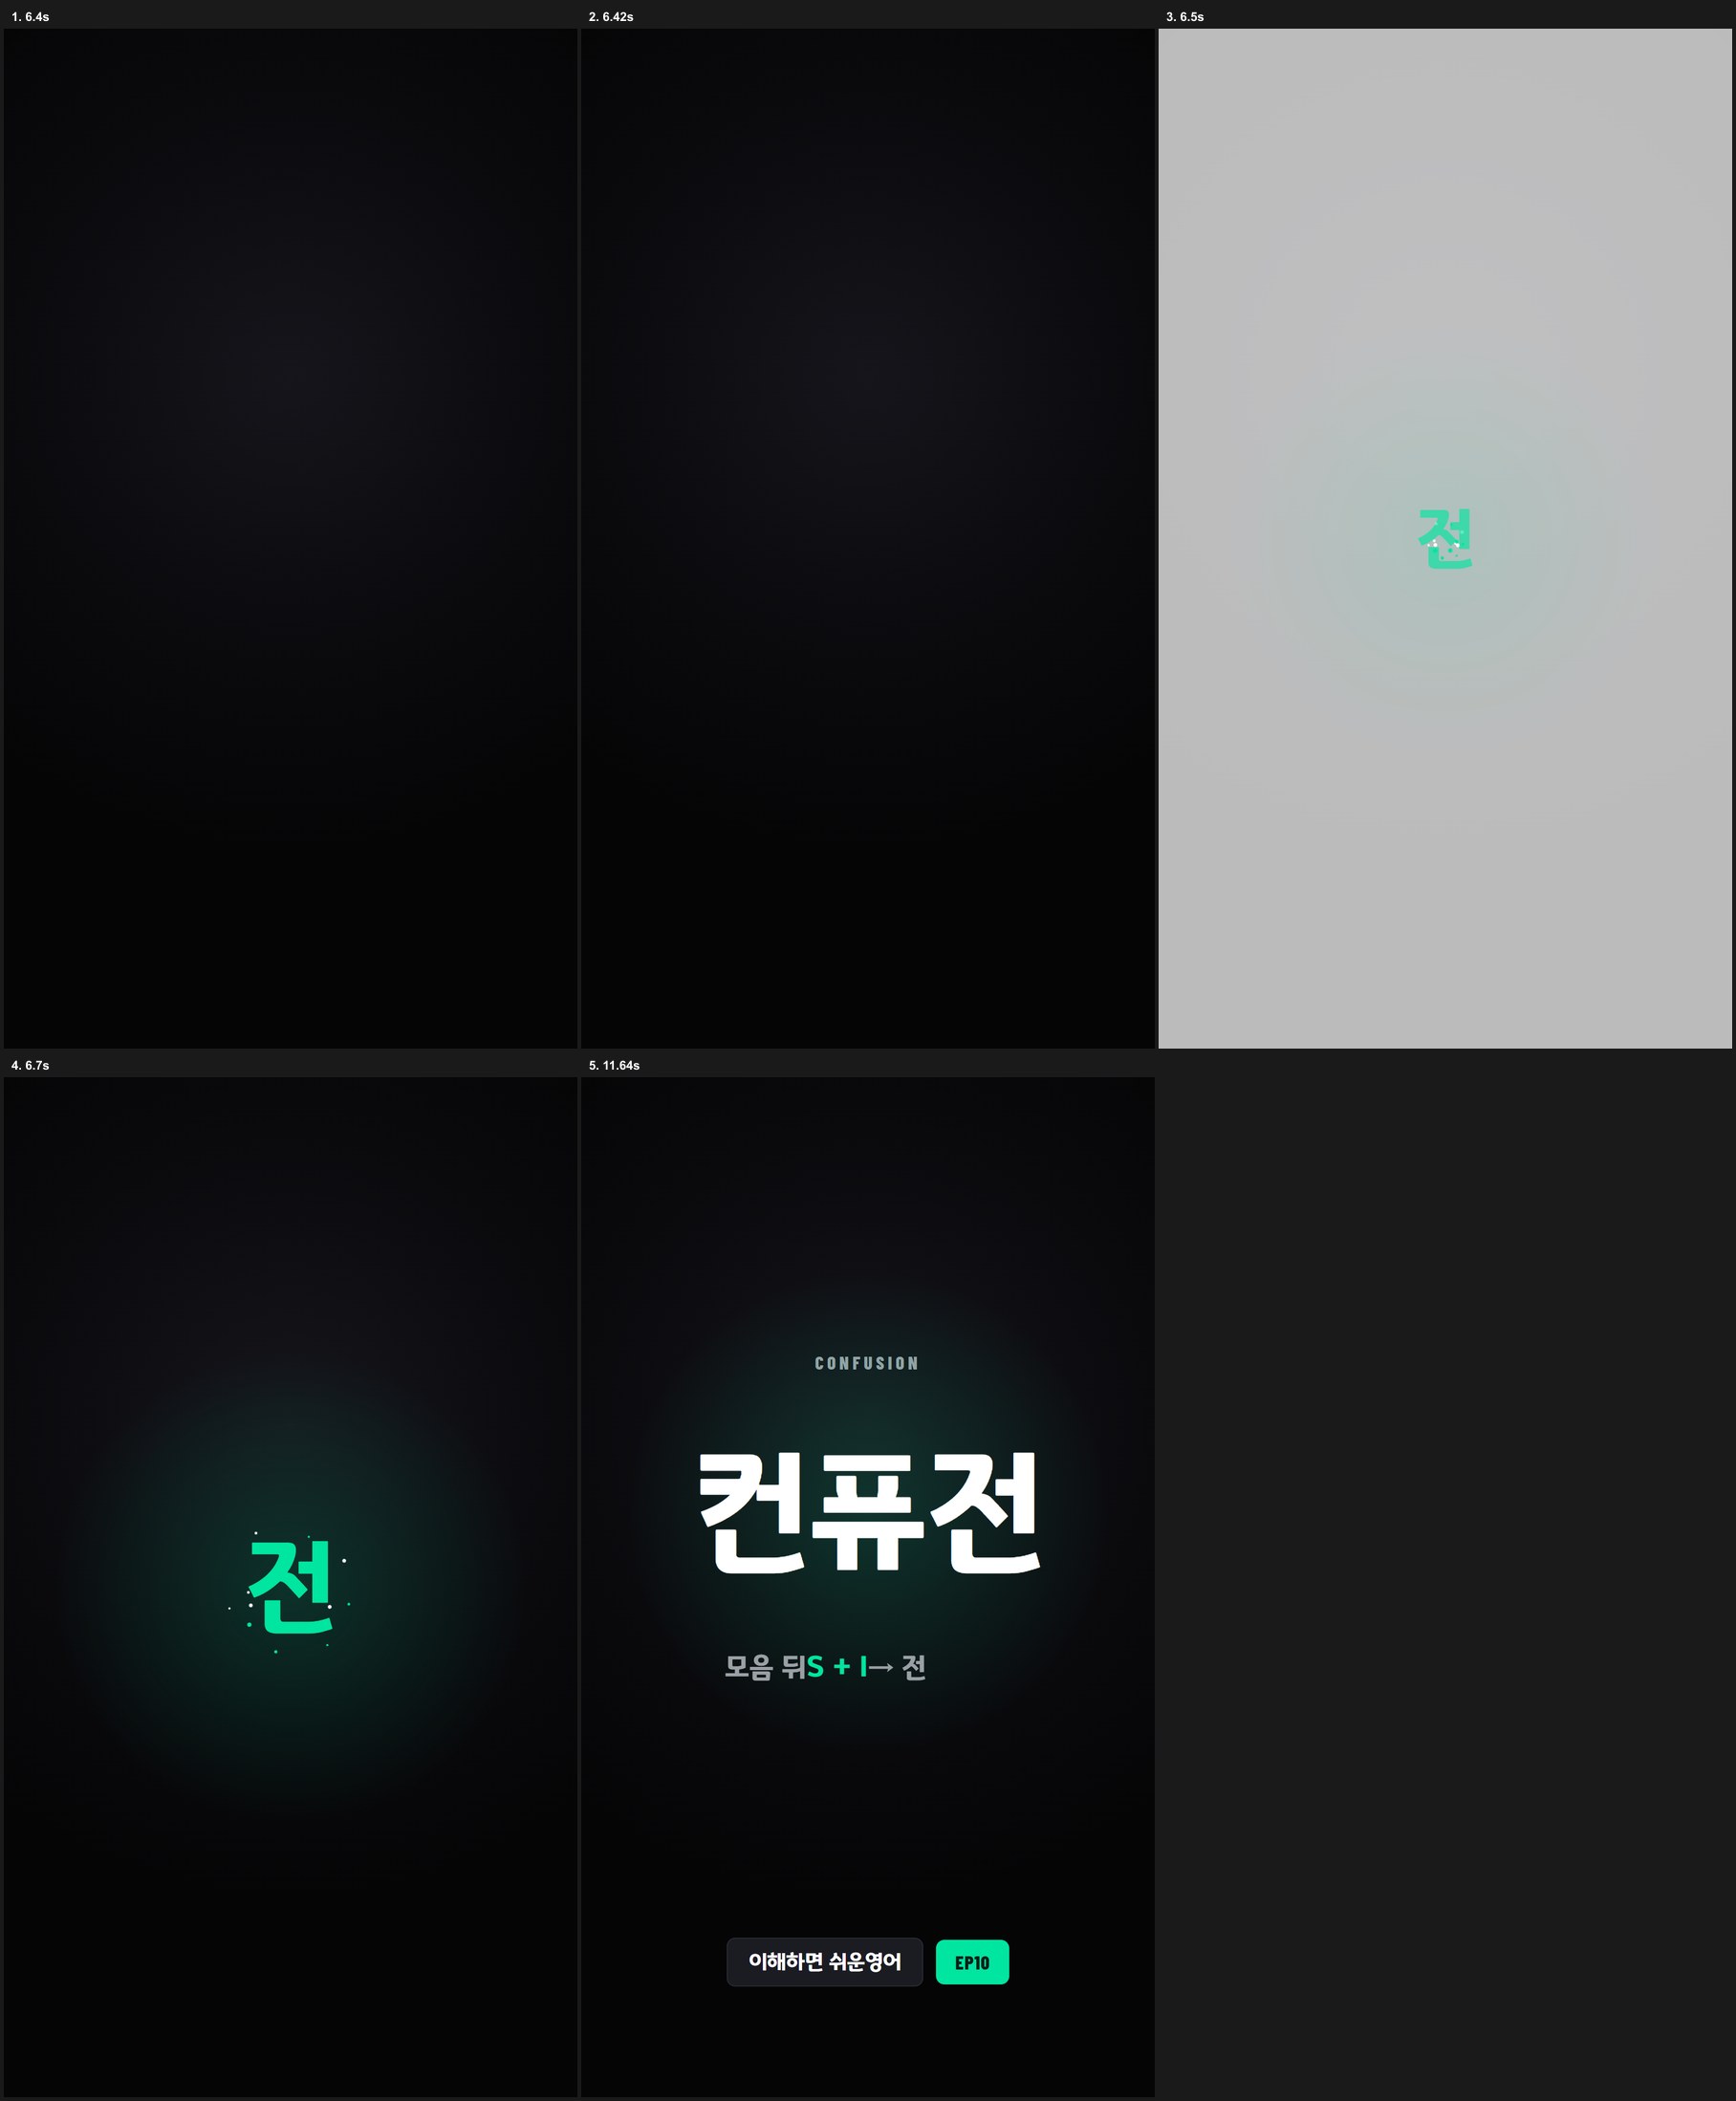 1. 6.4s
2. 6.42s
3. 6.5s
전
4. 6.7s
전
5. 11.64s
CONFUSION
컨퓨전
모음 뒤S + I→ 전
이해하면 쉬운영어
EP10